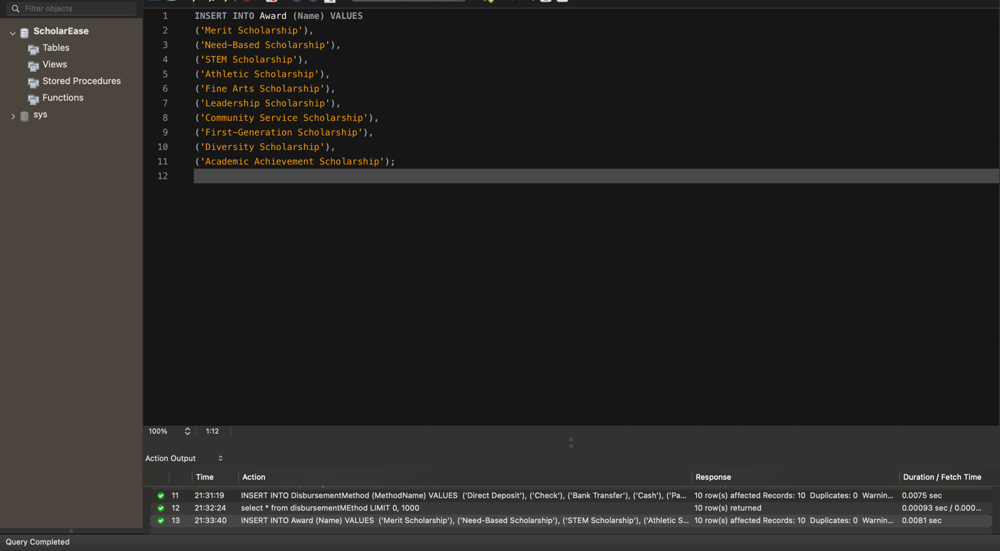 Filter objects
ScholarEase
Tables
Views
Stored Procedures
Functions
sys
1 INSERT INTO Award (Name) VALUES
2 ('Merit Scholarship'),
3 ('Need-Based Scholarship'),
4 ('STEM Scholarship'),
5 ('Athletic Scholarship'),
6 ('Fine Arts Scholarship'),
7 ('Leadership Scholarship'),
8 ('Community Service Scholarship'),
9 ('First-Generation Scholarship'),
10 ('Diversity Scholarship'),
11 ('Academic Achievement Scholarship');
12
100% 1:12
Action Output
Time Action Response Duration / Fetch Time
11 21:31:19 INSERT INTO DisbursementMethod (MethodName) VALUES ('Direct Deposit'), ('Check'), ('Bank Transfer'), ('Cash'), ('Pa... 10 row(s) affected Records: 10 Duplicates: 0 Warnin... 0.0075 sec
12 21:32:24 select * from disbursementMEthod LIMIT 0, 1000 10 row(s) returned 0.00093 sec / 0.000...
13 21:33:40 INSERT INTO Award (Name) VALUES ('Merit Scholarship'), ('Need-Based Scholarship'), ('STEM Scholarship'), ('Athletic S... 10 row(s) affected Records: 10 Duplicates: 0 Warnin... 0.0081 sec
Query Completed